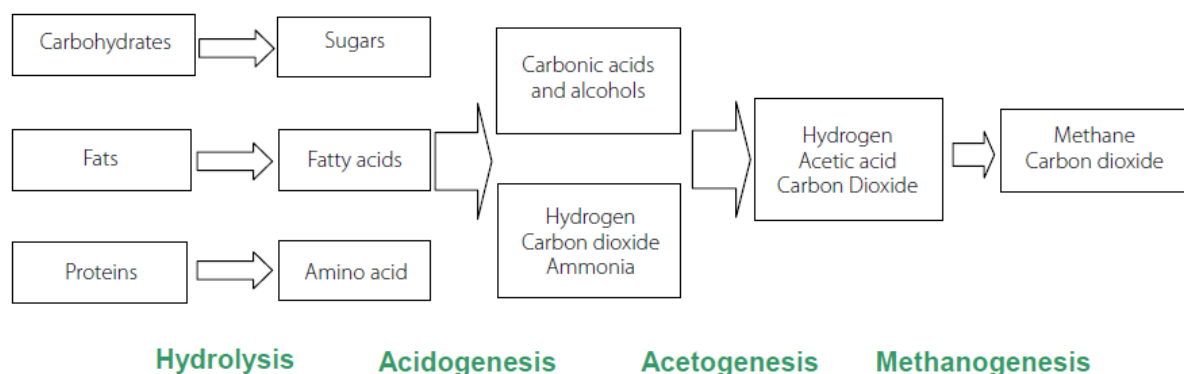 Carbohydrates
Sugars
Fats
Fatty acids
Proteins
Amino acid
Carbonic acids
and alcohols
Hydrogen
Carbon dioxide
Ammonia
Hydrogen
Acetic acid
Carbon Dioxide
Methane
Carbon dioxide
Hydrolysis
Acidogenesis
Acetogenesis
Methanogenesis